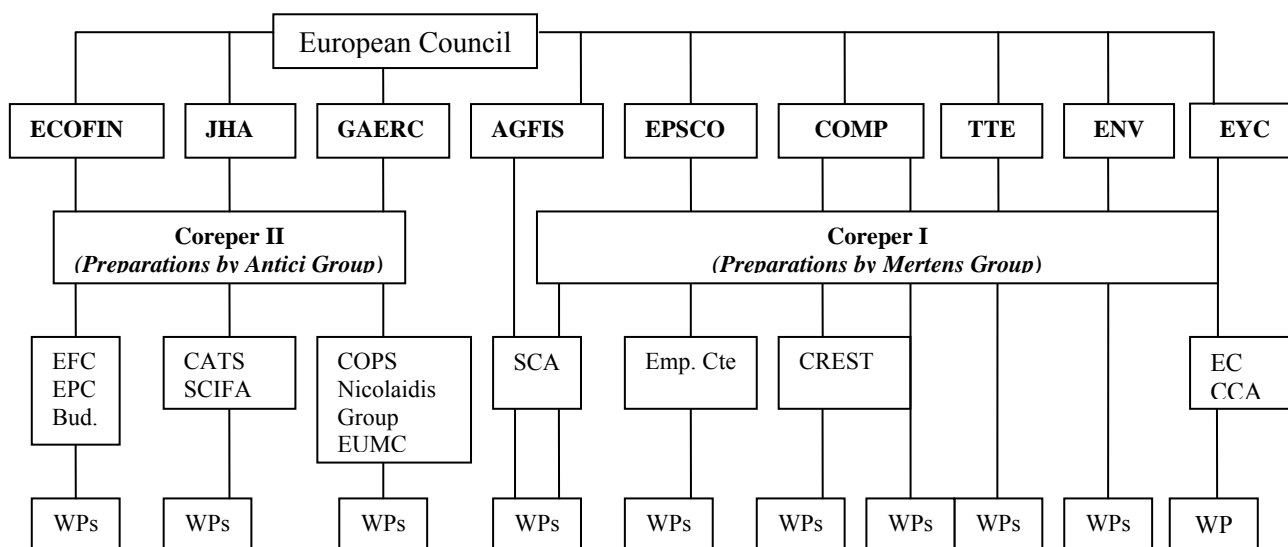 European Council
ECOFIN
JHA
GAERC
AGFIS
EPSCO
COMP
TTE
ENV
EYC
Coreper II
(Preparations by Antici Group)
Coreper I
(Preparations by Mertens Group)
EFC
EPC
Bud.
CATS
SCIFA
COPS
Nicolaidis
Group
EUMC
SCA
Emp. Cte
CREST
EC
CCA
WPs
WPs
WPs
WPs
WPs
WPs
WPs
WPs
WPs
WP